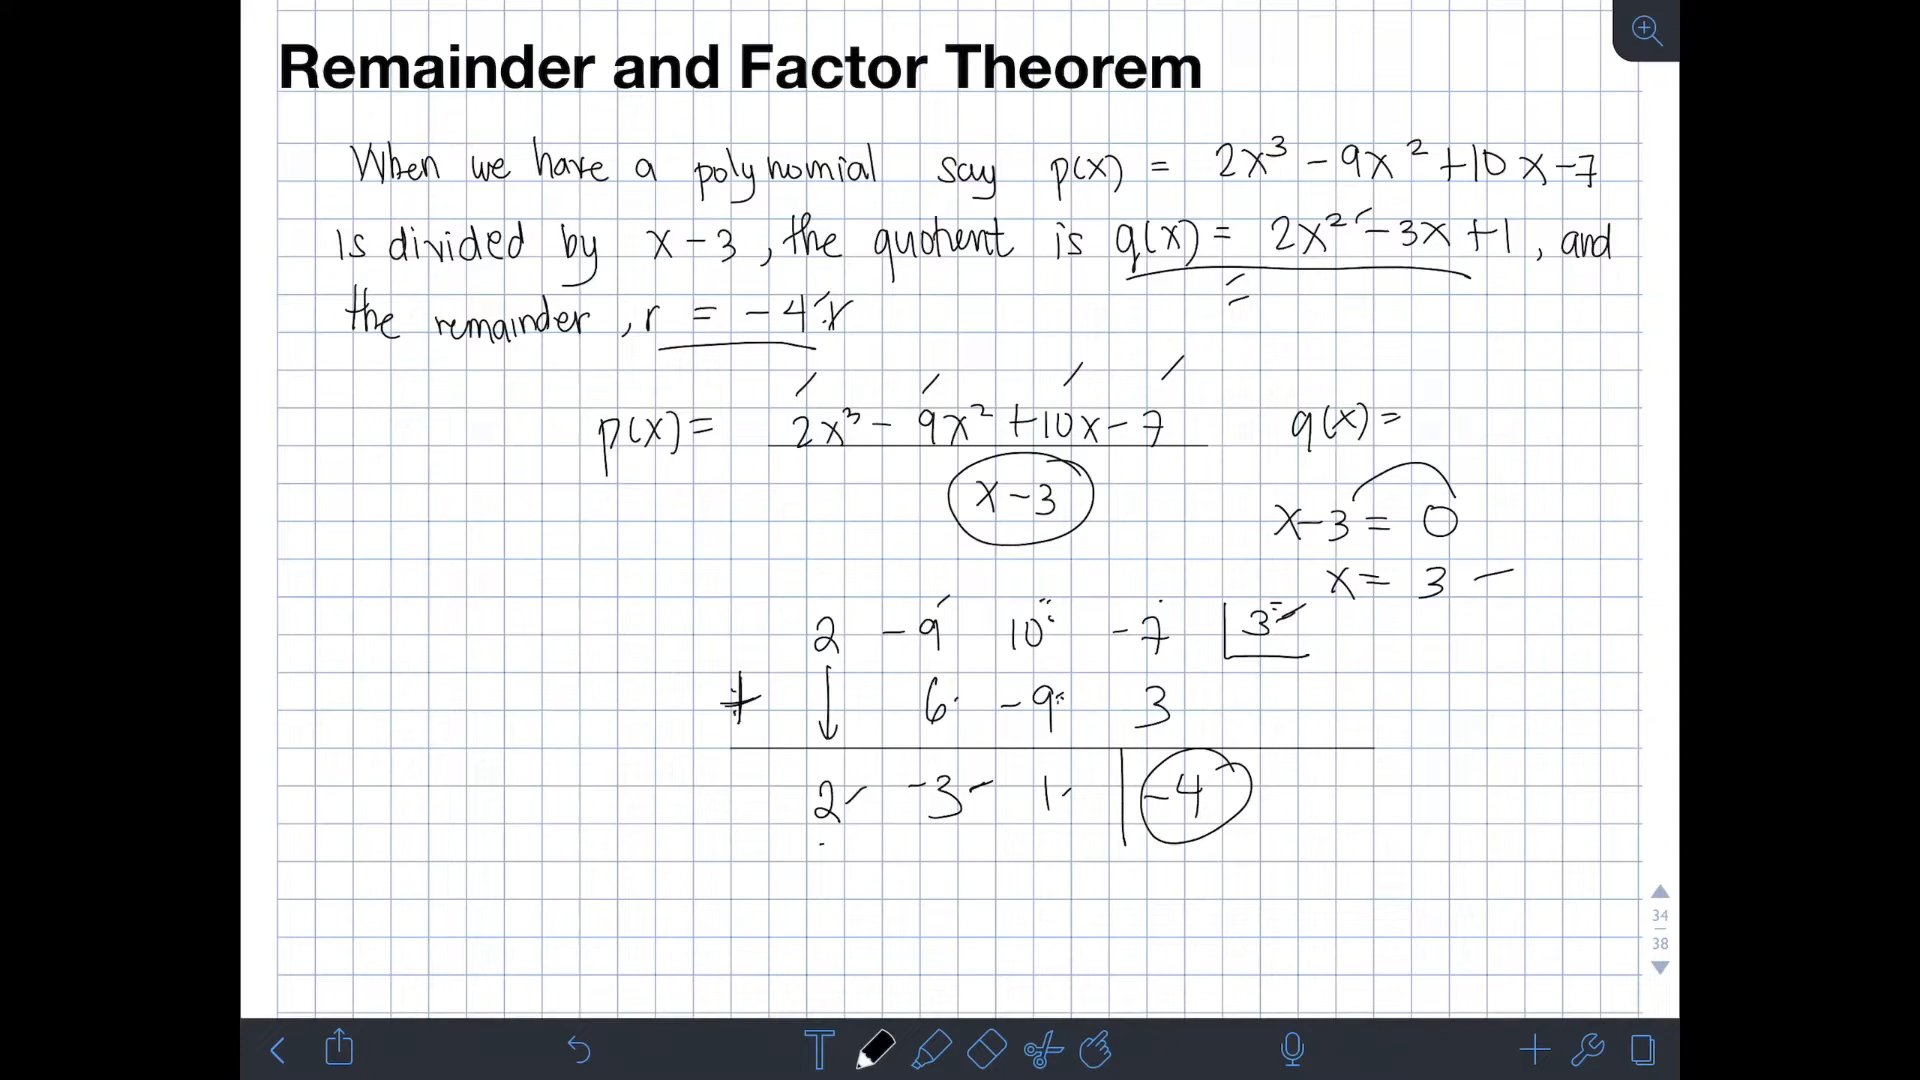 Remainder and Factor Theorem
When we have a polynomial say p(x) = 2x³ - 9x² + 10x - 7
is divided by x - 3, the quotient is q(x) = 2x² - 3x + 1, and
the remainder, r = -4
p(x) = 2x³ - 9x² + 10x - 7 q(x) =
x - 3
x - 3 = 0
x = 3
2 -9 10 -7 3
+ ↓ 6 -9 3
2 -3 1 -4
34
38
T